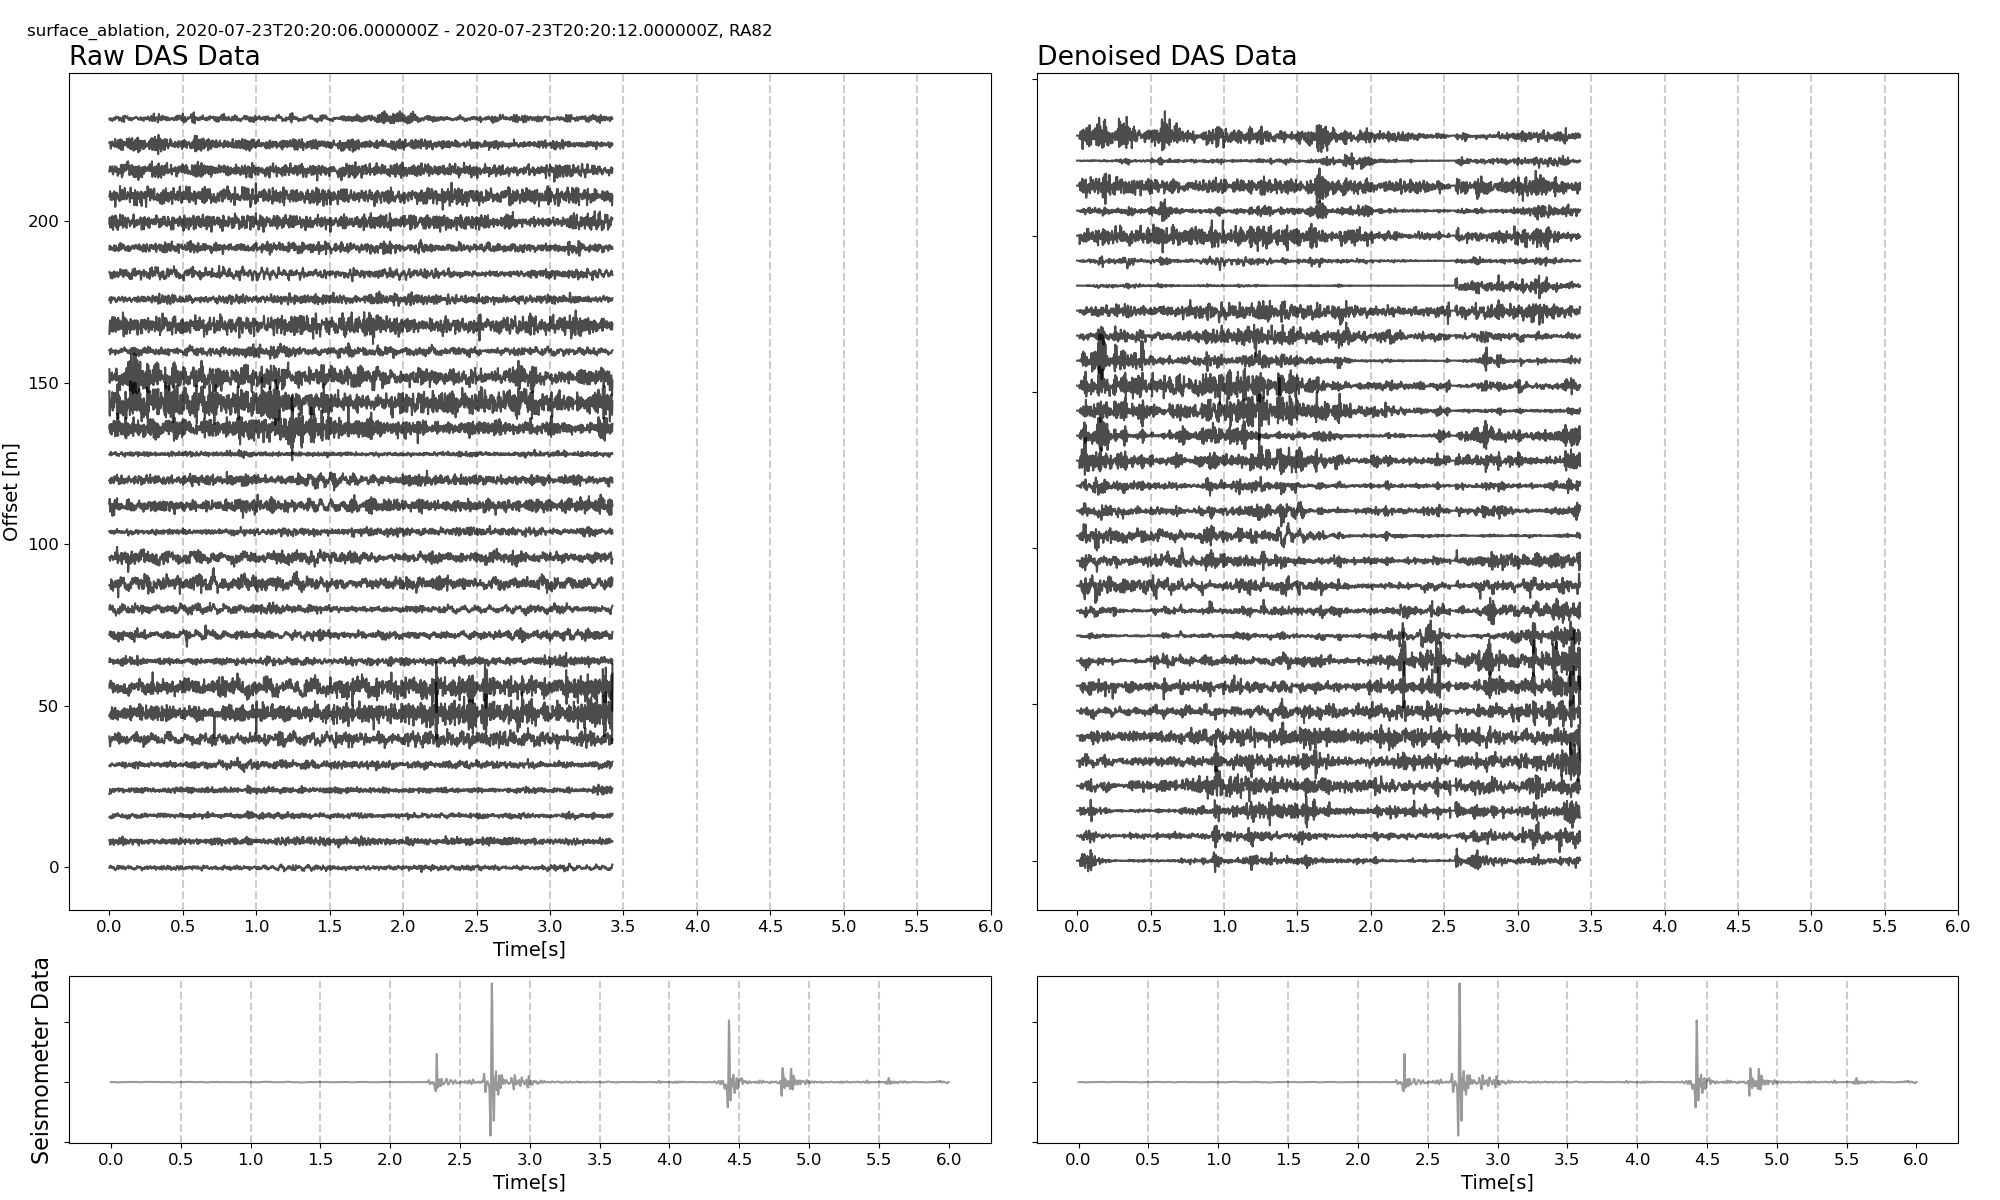 surface_ablation, 2020-07-23T20:20:06.000000Z - 2020-07-23T20:20:12.000000Z, RA82
Raw DAS Data
Denoised DAS Data
Offset [m]
200
150
100
50
0
0.0 0.5 1.0 1.5 2.0 2.5 3.0 3.5 4.0 4.5 5.0 5.5 6.0
Time[s]
0.0 0.5 1.0 1.5 2.0 2.5 3.0 3.5 4.0 4.5 5.0 5.5 6.0
Seismometer Data
0.0 0.5 1.0 1.5 2.0 2.5 3.0 3.5 4.0 4.5 5.0 5.5 6.0
Time[s]
0.0 0.5 1.0 1.5 2.0 2.5 3.0 3.5 4.0 4.5 5.0 5.5 6.0
Time[s]